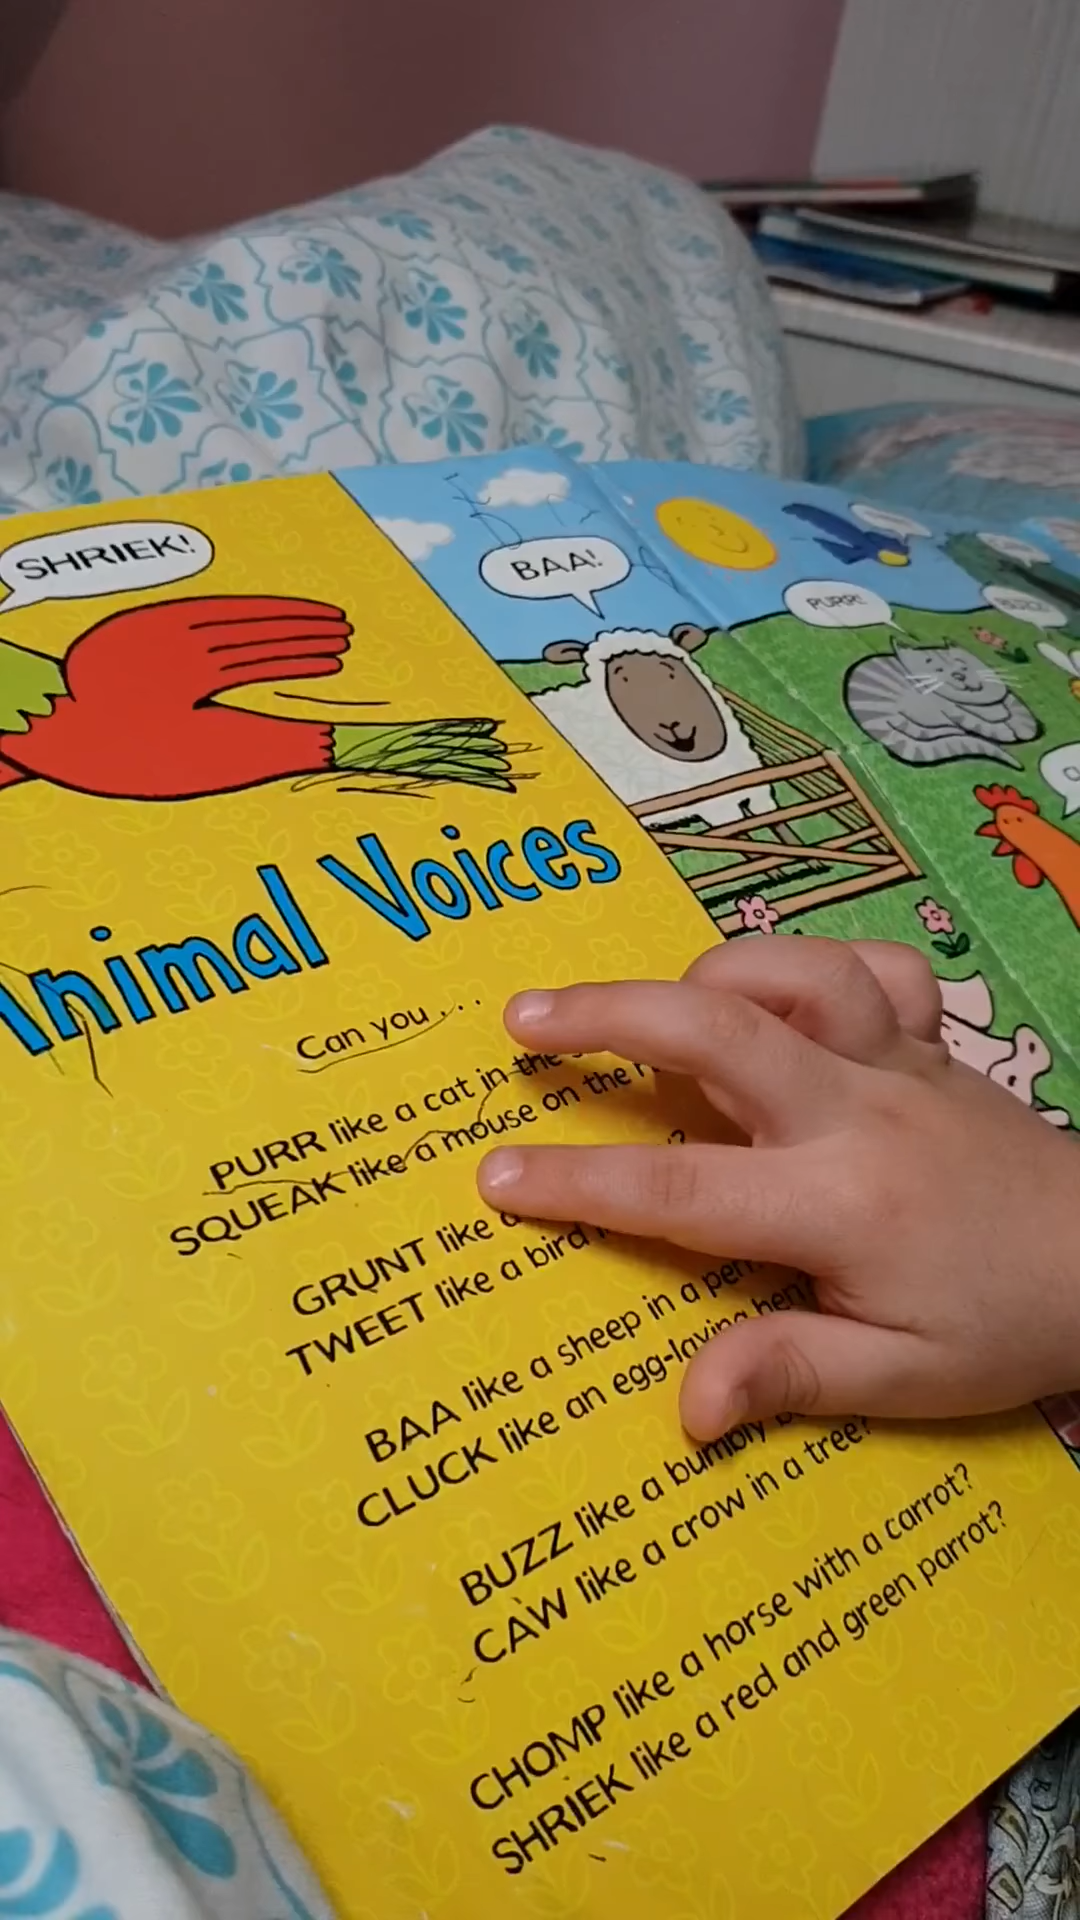 SHRIEK!
BAA!
PURR!
BUZZ!
Animal Voices
Can you . . .
PURR like a cat in the
SQUEAK like a mouse on the
GRUNT like a
TWEET like a bird
BAA like a sheep in a pen?
CLUCK like an egg-laying hen?
BUZZ like a bumbly
CAW like a crow in a tree?
CHOMP like a horse with a carrot?
SHRIEK like a red and green parrot?